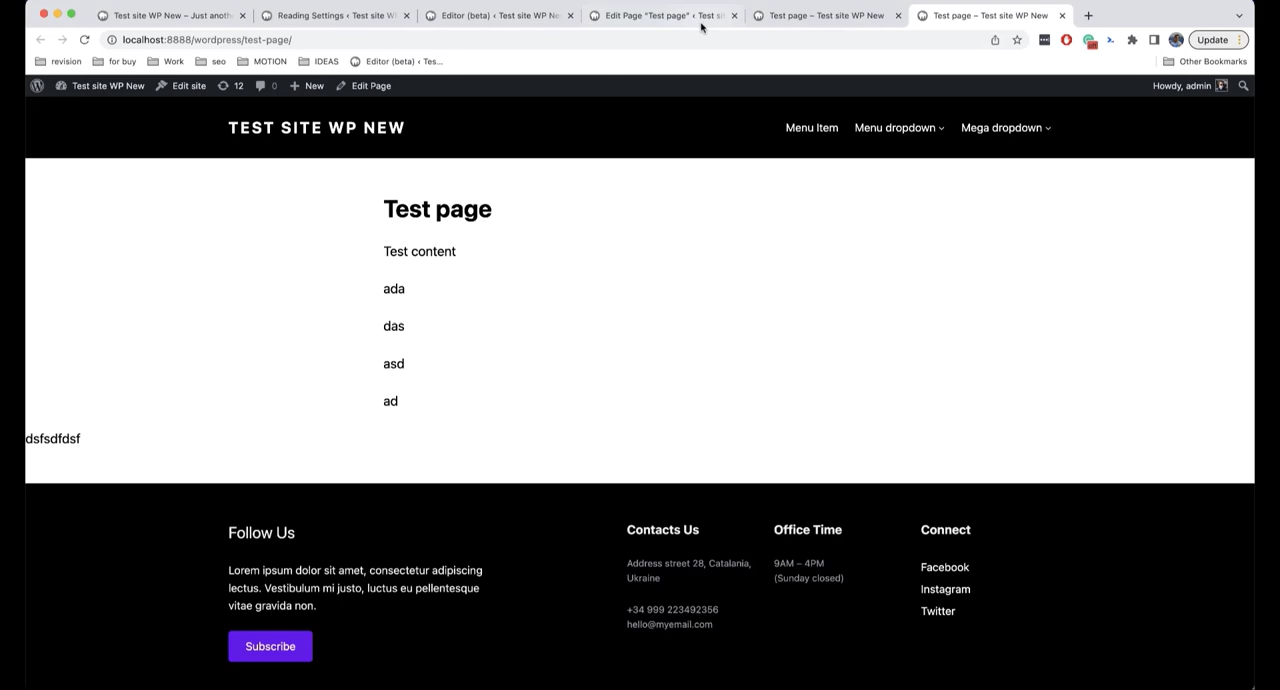 Test site WP New – Just anoth
Reading Settings ‹ Test site W
Editor (beta) ‹ Test site WP Ne
Edit Page "Test page" ‹ Test si
Test page – Test site WP New
Test page – Test site WP New
localhost:8888/wordpress/test-page/
Update
revision
for buy
Work
seo
MOTION
IDEAS
Editor (beta) ‹ Tes...
Other Bookmarks
Test site WP New
Edit site
12
0
New
Edit Page
Howdy, admin
TEST SITE WP NEW
Menu Item
Menu dropdown
Mega dropdown
Test page
Test content
ada
das
asd
ad
dsfsdfdsf
Follow Us
Lorem ipsum dolor sit amet, consectetur adipiscing
lectus. Vestibulum mi justo, luctus eu pellentesque
vitae gravida non.
Subscribe
Contacts Us
Address street 28, Catalania,
Ukraine
+34 999 223492356
hello@myemail.com
Office Time
9AM – 4PM
(Sunday closed)
Connect
Facebook
Instagram
Twitter